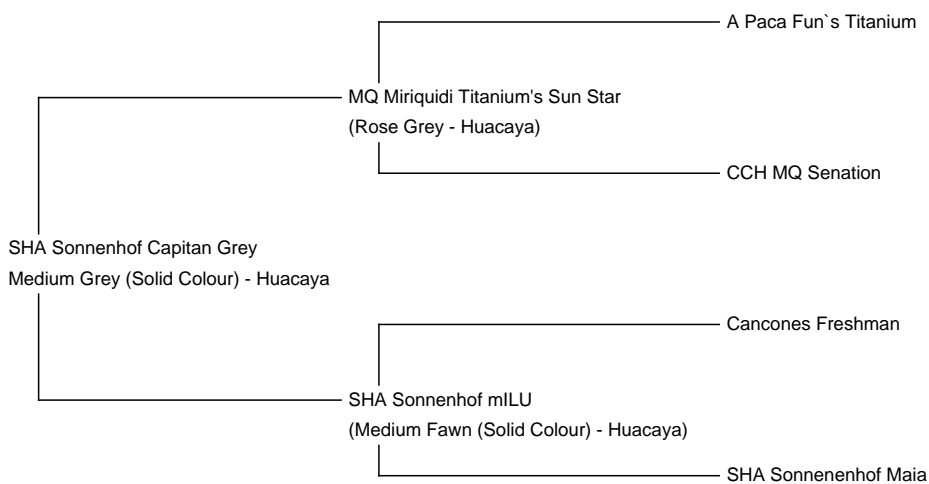 A Paca Fun`s Titanium
MQ Miriquidi Titanium's Sun Star
(Rose Grey - Huacaya)
CCH MQ Senation
SHA Sonnenhof Capitan Grey
Medium Grey (Solid Colour) - Huacaya
Cancones Freshman
SHA Sonnenhof mILU
(Medium Fawn (Solid Colour) - Huacaya)
SHA Sonnenenhof Maia